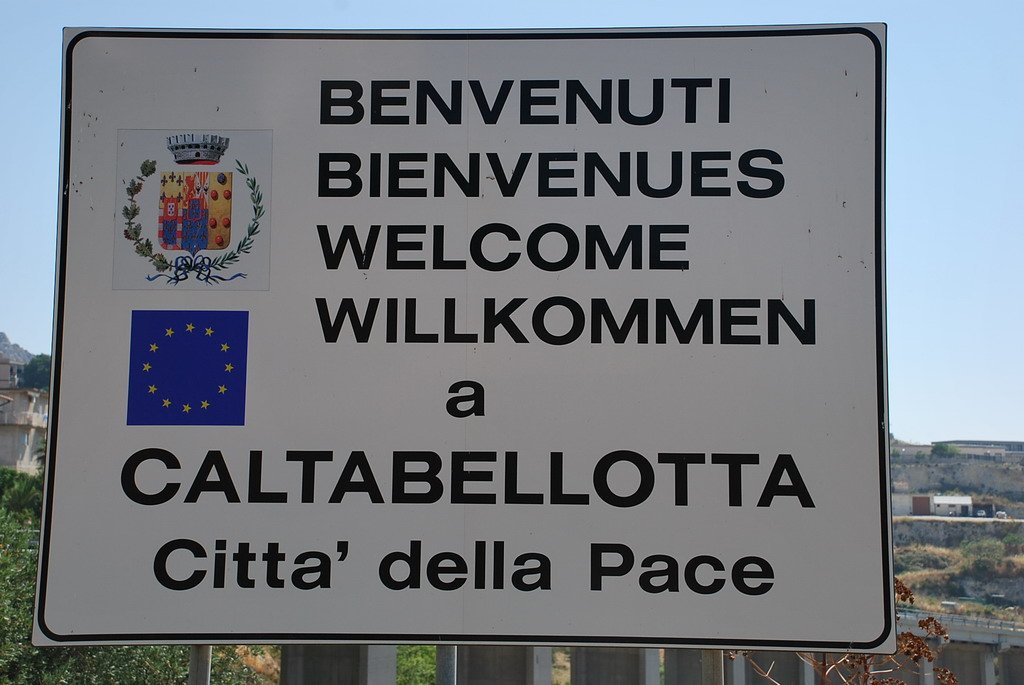 BENVENUTI
BIENVENUES
WELCOME
WILLKOMMEN
a
CALTABELLOTTA
Citta' della Pace